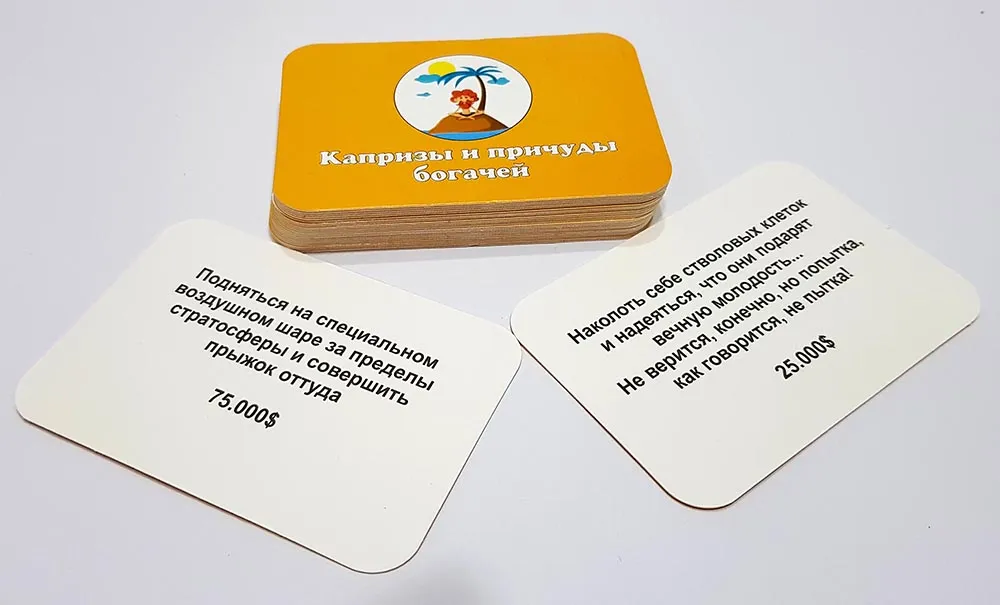 Капризы и причуды
богачей
Подняться на специальном
воздушном шаре за пределы
стратосферы и совершить
прыжок оттуда
75.000$
Наколоть себе стволовых клеток
и надеяться, что они подарят
вечную молодость...
Не верится, конечно, но попытка,
как говорится, не пытка!
25.000$